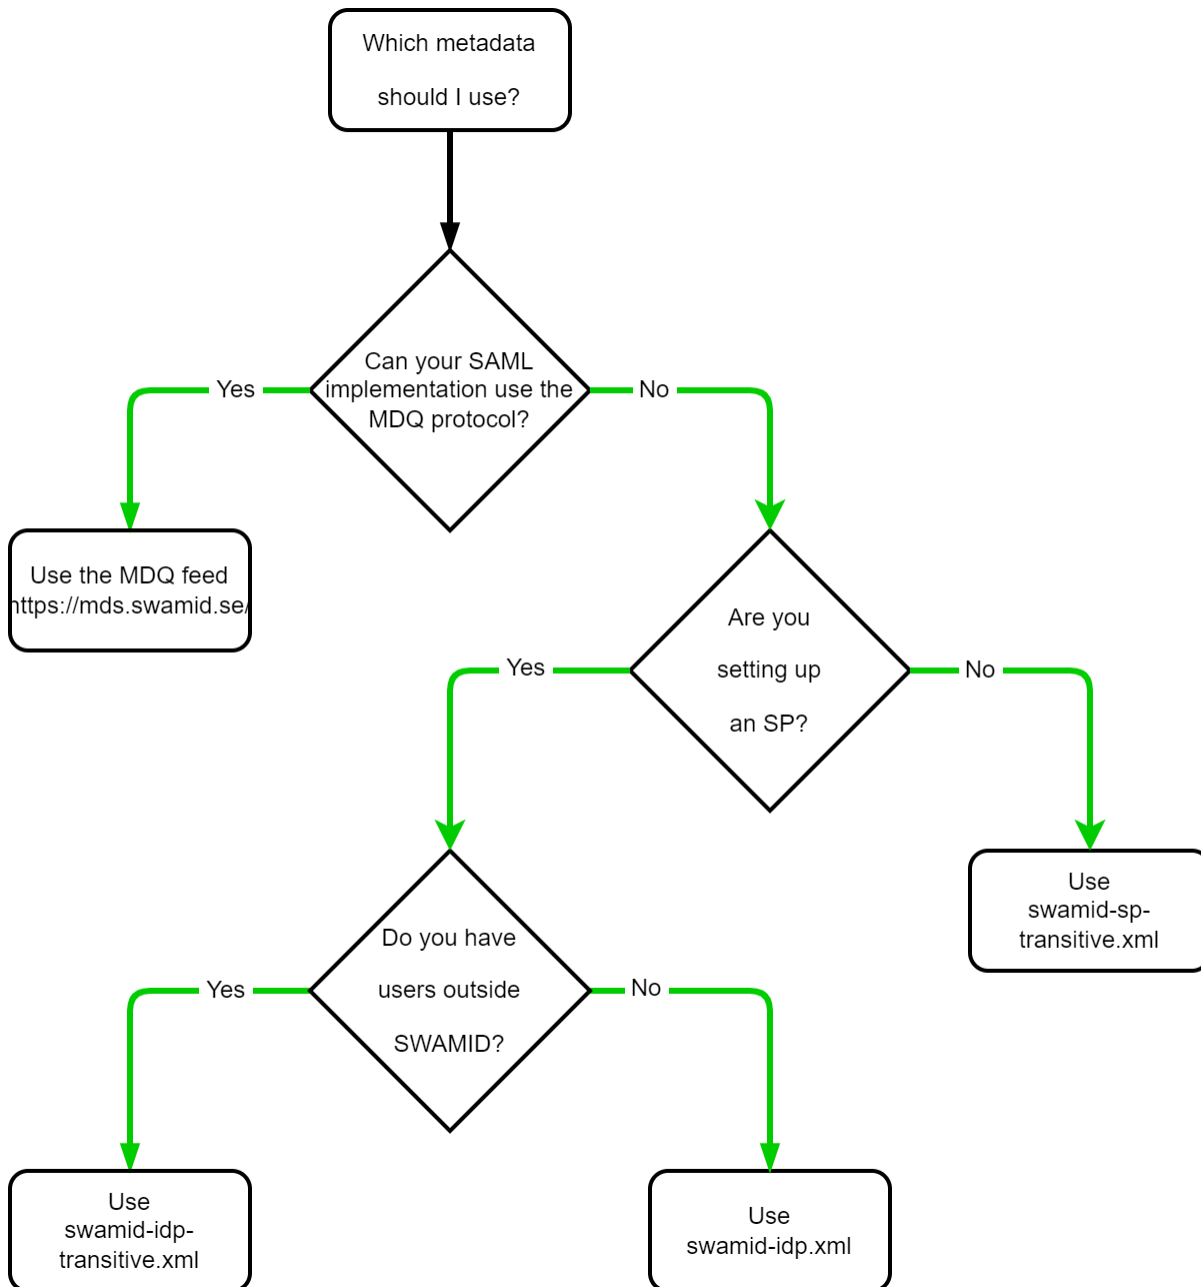 Which metadata
should I use?
Can your SAML
implementation use the
MDQ protocol?
Yes
No
Use the MDQ feed
https://mds.swamid.se/
Are you
setting up
an SP?
Yes
No
Use
swamid-sp-
transitive.xml
Do you have
users outside
SWAMID?
Yes
No
Use
swamid-idp-
transitive.xml
Use
swamid-idp.xml